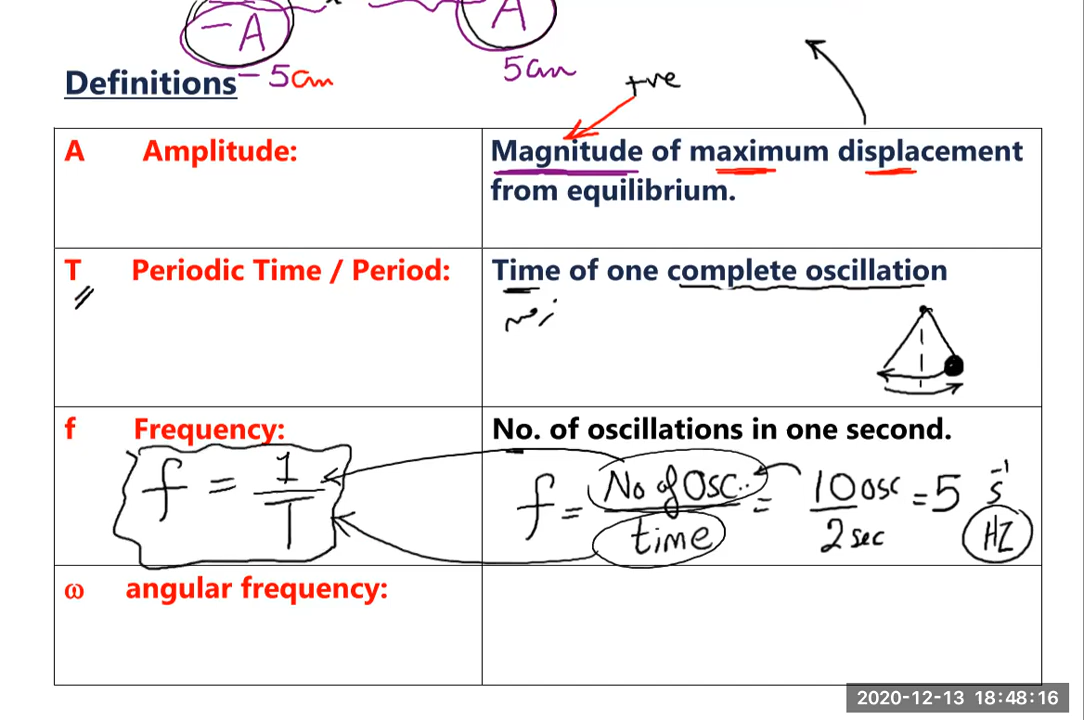 -A A
Definitions -5cm 5cm
+ve
A Amplitude: Magnitude of maximum displacement
from equilibrium.
T Periodic Time / Period: Time of one complete oscillation
f Frequency: No. of oscillations in one second.
f = 1/T f = No of Osc../time = 10 osc/2 sec = 5 s⁻¹
HZ
ω angular frequency:
2020-12-13 18:48:16